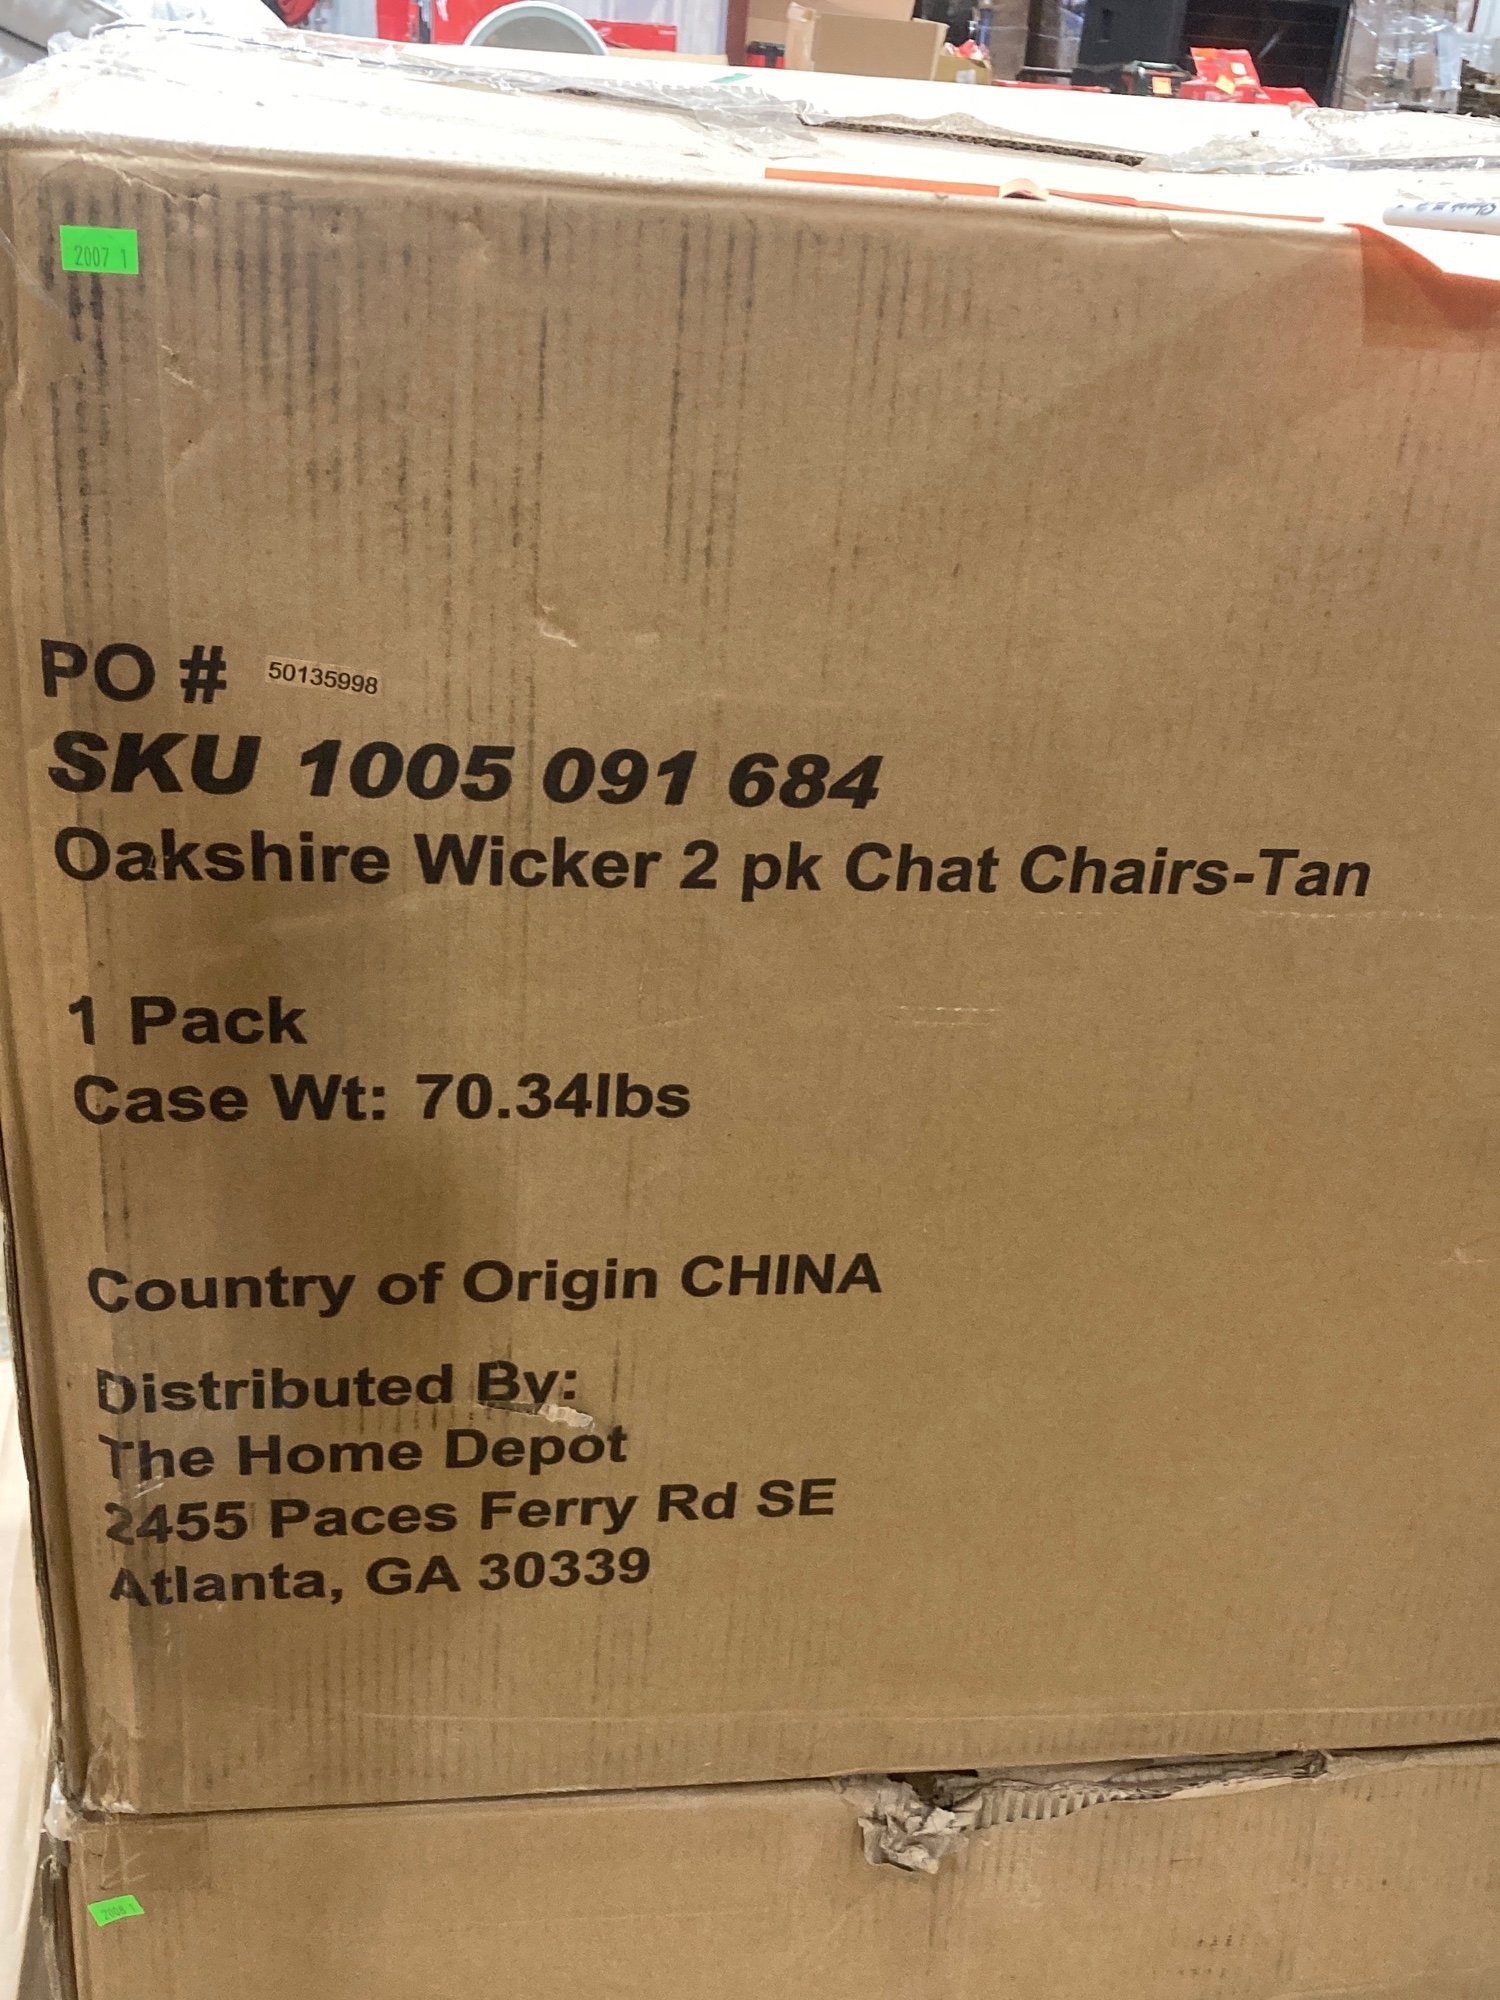 2007 1
PO # 50135998
SKU 1005 091 684
Oakshire Wicker 2 pk Chat Chairs-Tan
1 Pack
Case Wt: 70.34lbs
Country of Origin CHINA
Distributed By:
The Home Depot
2455 Paces Ferry Rd SE
Atlanta, GA 30339
2008 1